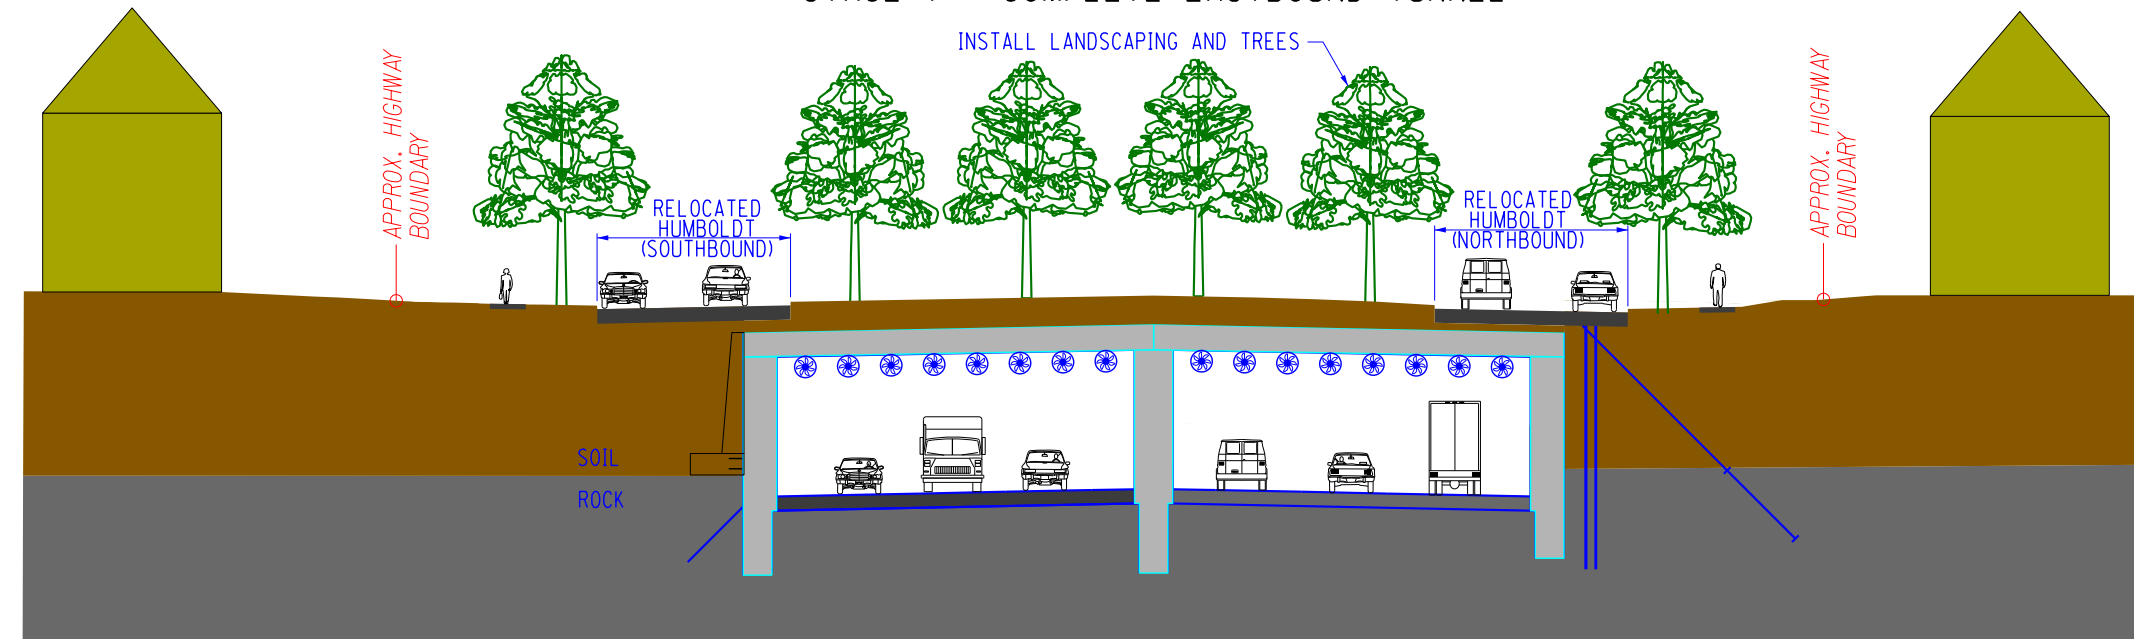 INSTALL LANDSCAPING AND TREES
APPROX. HIGHWAY
BOUNDARY
RELOCATED
HUMBOLDT
(SOUTHBOUND)
RELOCATED
HUMBOLDT
(NORTHBOUND)
APPROX. HIGHWAY
BOUNDARY
SOIL
ROCK